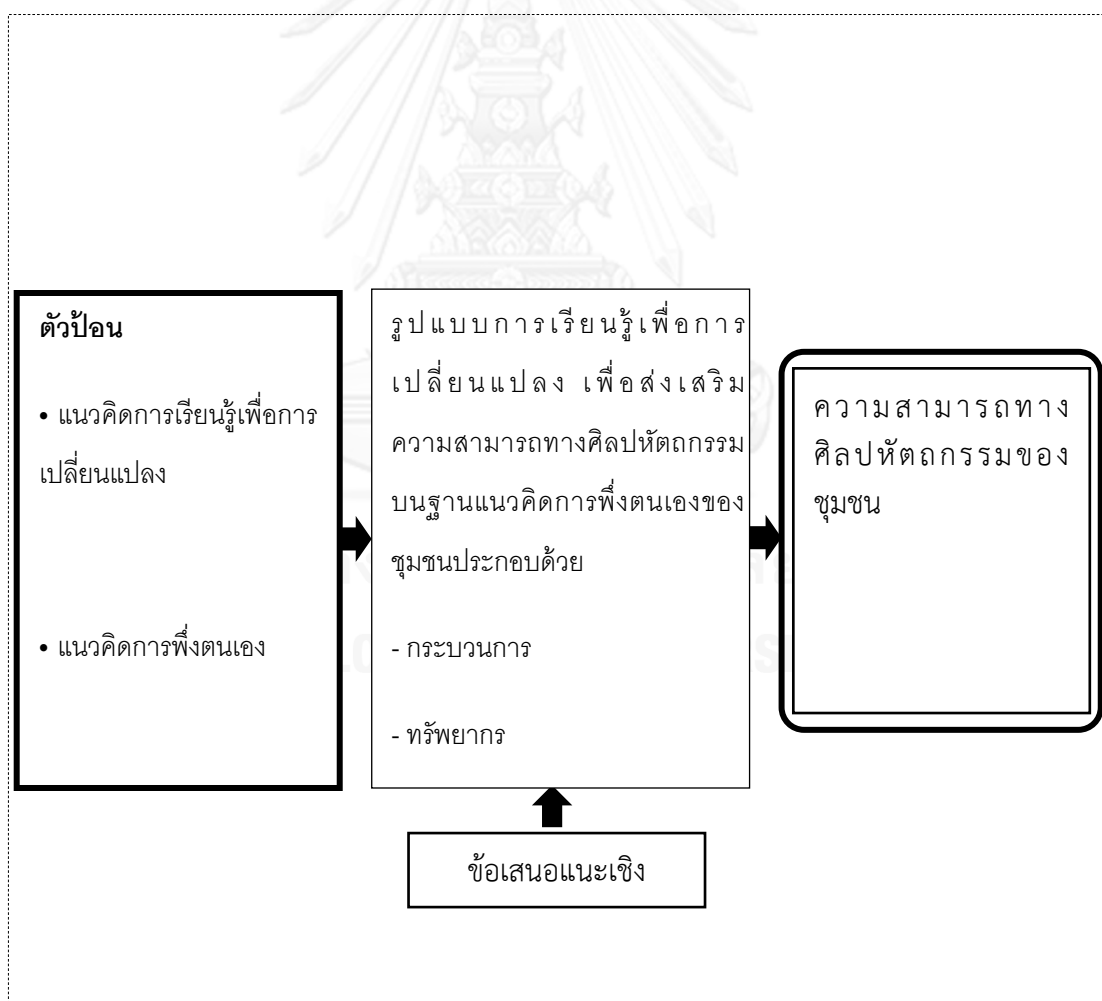 ตัวป้อน
• แนวคิดการเรียนรู้เพื่อการ
เปลี่ยนแปลง
• แนวคิดการพึ่งตนเอง
รูปแบบการเรียนรู้เพื่อการ
เปลี่ยนแปลง เพื่อส่งเสริม
ความสามารถทางศิลปหัตถกรรม
บนฐานแนวคิดการพึ่งตนเองของ
ชุมชนประกอบด้วย
- กระบวนการ
- ทรัพยากร
ความสามารถทาง
ศิลปหัตถกรรมของ
ชุมชน
ข้อเสนอแนะเชิง